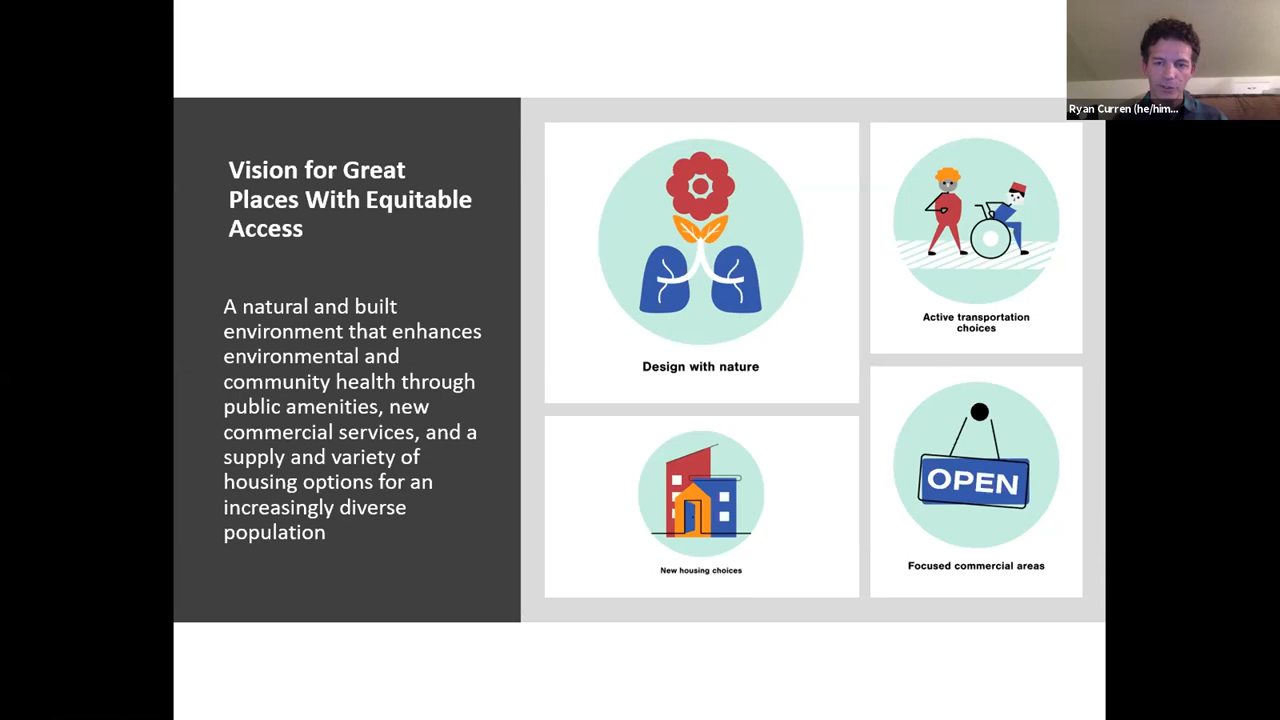 Vision for Great
Places With Equitable
Access
A natural and built
environment that enhances
environmental and
community health through
public amenities, new
commercial services, and a
supply and variety of
housing options for an
increasingly diverse
population
Design with nature
Active transportation
choices
New housing choices
OPEN
Focused commercial areas
Ryan Curren (he/him...